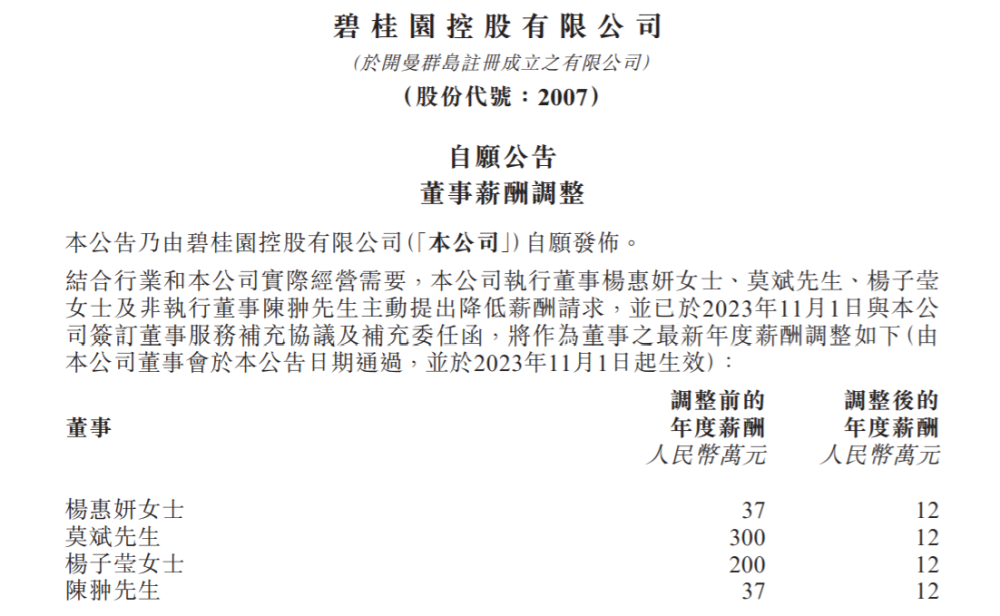 碧桂園控股有限公司
(於開曼群島註冊成立之有限公司)
(股份代號：2007)
自願公告
董事薪酬調整
本公告乃由碧桂園控股有限公司(「本公司」)自願發佈。
結合行業和本公司實際經營需要，本公司執行董事楊惠妍女士、莫斌先生、楊子莹
女士及非執行董事陳翀先生主動提出降低薪酬請求，並已於2023年11月1日與本公
司簽訂董事服務補充協議及補充委任函，將作為董事之最新年度薪酬調整如下(由
本公司董事會於本公告日期通過，並於2023年11月1日起生效)：
調整前的 調整後的
董事 年度薪酬 年度薪酬
人民幣萬元 人民幣萬元
楊惠妍女士 37 12
莫斌先生 300 12
楊子莹女士 200 12
陳翀先生 37 12